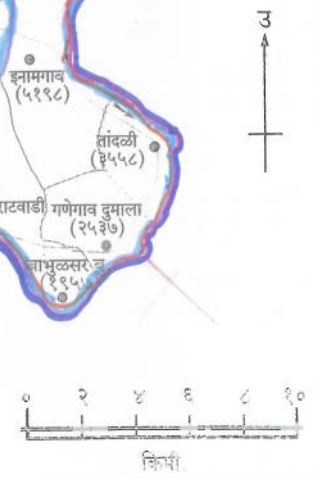 उ
इनामगाव
(५१९८)
तांदळी
(३५५८)
गणेगाव दुमाला
(२५३७)
बाभुळसर बु.
० २ ४ ६ ८ १०
किमी